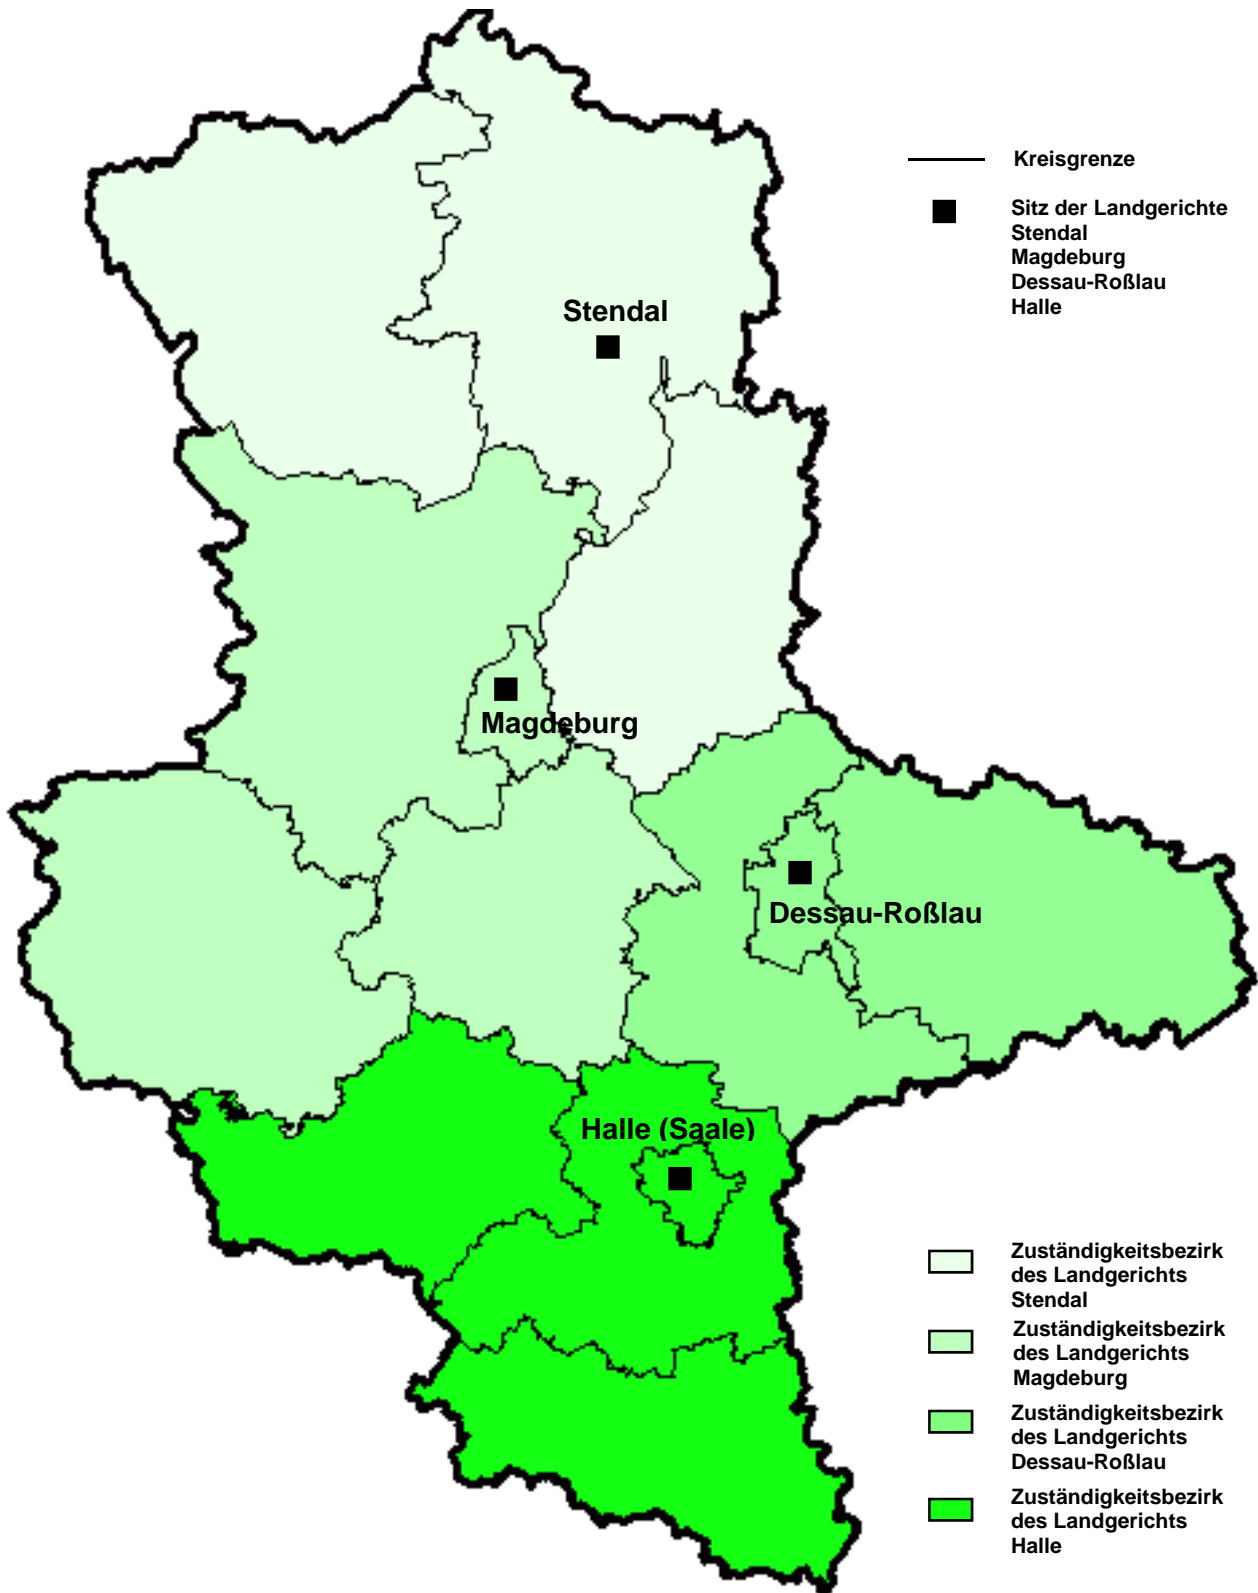 Kreisgrenze
Sitz der Landgerichte
Stendal
Magdeburg
Dessau-Roßlau
Halle
Stendal
Magdeburg
Dessau-Roßlau
Halle (Saale)
Zuständigkeitsbezirk
des Landgerichts
Stendal
Zuständigkeitsbezirk
des Landgerichts
Magdeburg
Zuständigkeitsbezirk
des Landgerichts
Dessau-Roßlau
Zuständigkeitsbezirk
des Landgerichts
Halle